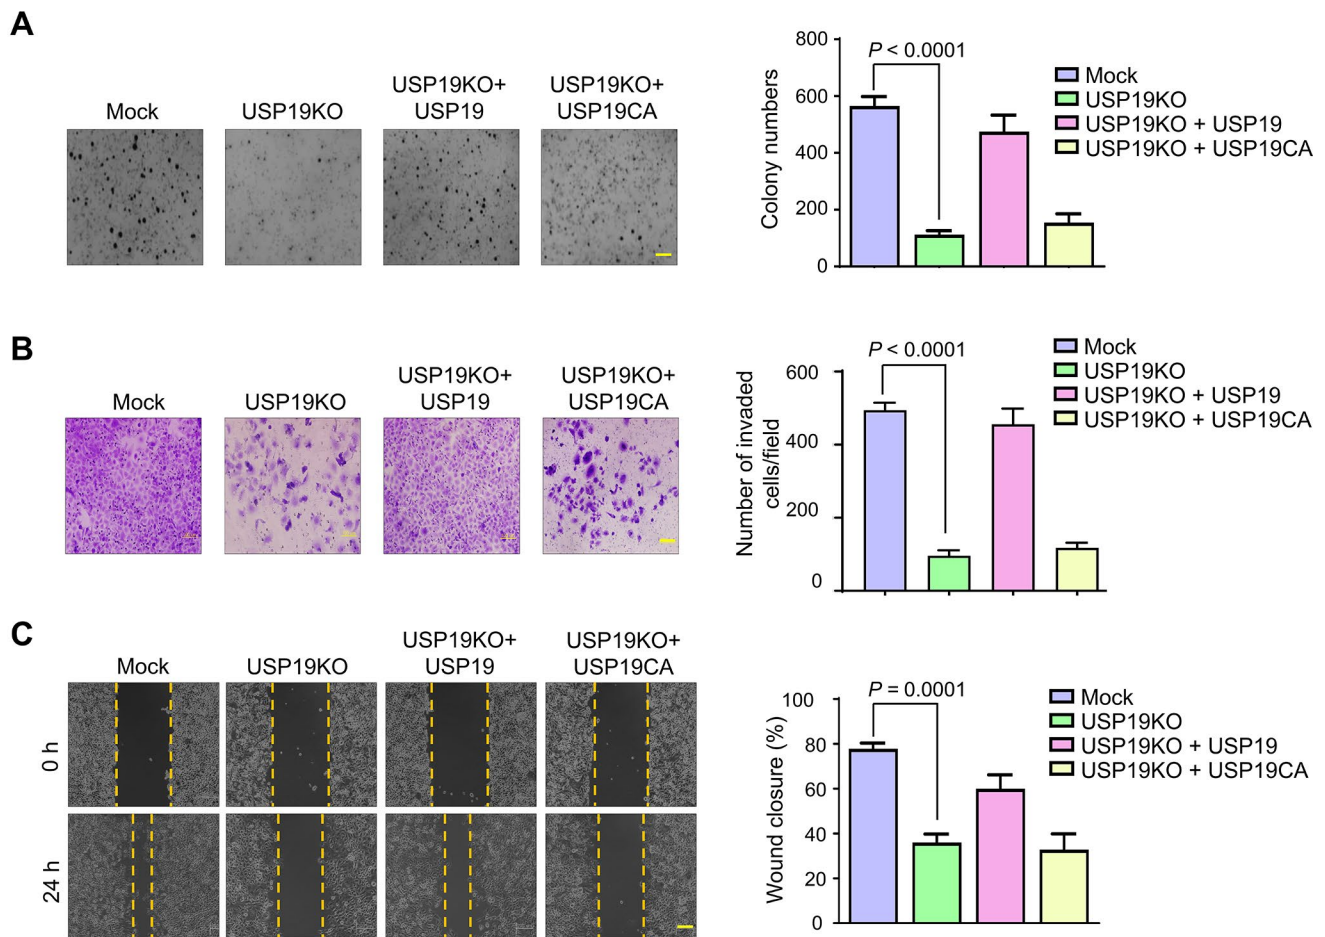 A
Mock
USP19KO
USP19KO+
USP19
USP19KO+
USP19CA
Colony numbers
800
600
400
200
0
P < 0.0001
Mock
USP19KO
USP19KO + USP19
USP19KO + USP19CA
B
Mock
USP19KO
USP19KO+
USP19
USP19KO+
USP19CA
Number of invaded
cells/field
600
400
200
0
P < 0.0001
Mock
USP19KO
USP19KO + USP19
USP19KO + USP19CA
C
Mock
USP19KO
USP19KO+
USP19
USP19KO+
USP19CA
0 h
24 h
Wound closure (%)
100
80
60
40
20
0
P = 0.0001
Mock
USP19KO
USP19KO + USP19
USP19KO + USP19CA